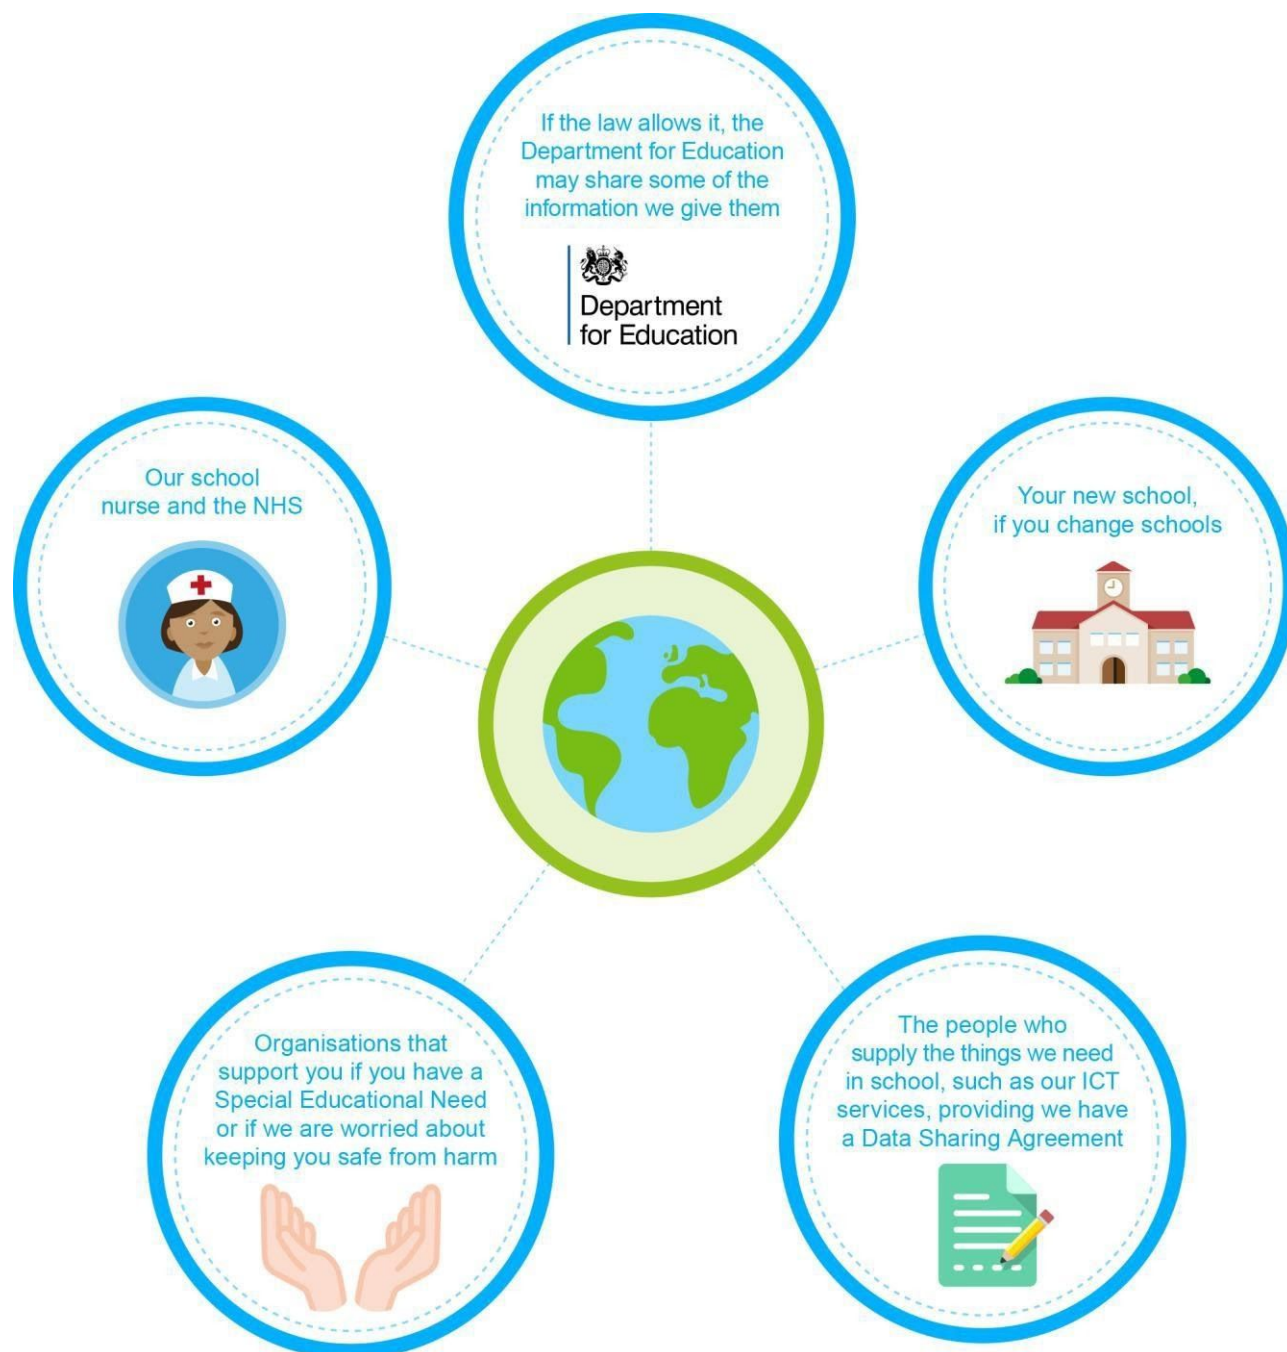 If the law allows it, the
Department for Education
may share some of the
information we give them
Department
for Education
Our school
nurse and the NHS
Your new school,
if you change schools
Organisations that
support you if you have a
Special Educational Need
or if we are worried about
keeping you safe from harm
The people who
supply the things we need
in school, such as our ICT
services, providing we have
a Data Sharing Agreement